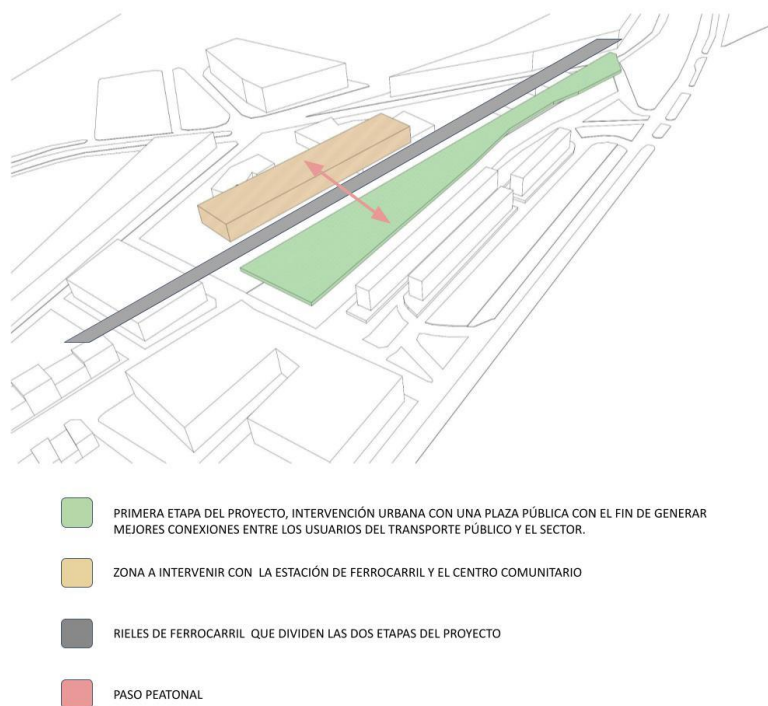 PRIMERA ETAPA DEL PROYECTO, INTERVENCIÓN URBANA CON UNA PLAZA PÚBLICA CON EL FIN DE GENERAR
MEJORES CONEXIONES ENTRE LOS USUARIOS DEL TRANSPORTE PÚBLICO Y EL SECTOR.
ZONA A INTERVENIR CON LA ESTACIÓN DE FERROCARRIL Y EL CENTRO COMUNITARIO
RIELES DE FERROCARRIL QUE DIVIDEN LAS DOS ETAPAS DEL PROYECTO
PASO PEATONAL